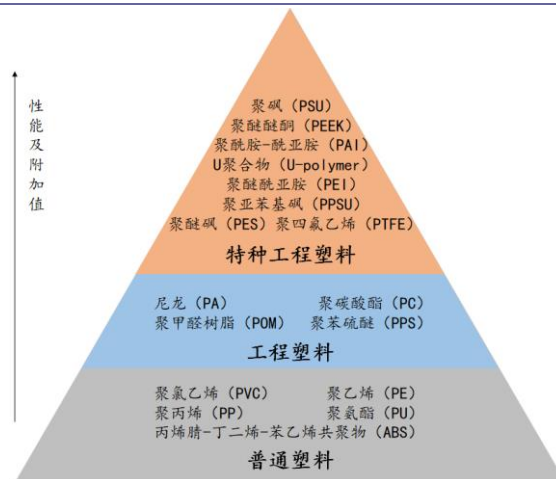 性能及附加值
聚砜（PSU）
聚醚醚酮（PEEK）
聚酰胺-酰亚胺（PAI）
U聚合物（U-polymer）
聚醚酰亚胺（PEI）
聚亚苯基砜（PPSU）
聚醚砜（PES） 聚四氟乙烯（PTFE）
特种工程塑料
尼龙（PA） 聚碳酸酯（PC）
聚甲醛树脂（POM） 聚苯硫醚（PPS）
工程塑料
聚氯乙烯（PVC） 聚乙烯（PE）
聚丙烯（PP） 聚氨酯（PU）
丙烯腈-丁二烯-苯乙烯共聚物（ABS）
普通塑料